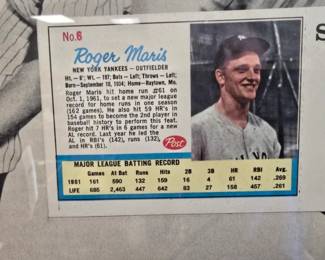 No.6
Roger Maris
NEW YORK YANKEES — OUTFIELDER
Ht. — 6'; Wt. — 197; Bats — Left; Throws — Left;
Born—September 10, 1934; Home—Raytown, Mo.
Roger Maris hit home run #61 on
Oct. 1, 1961, to set a new major league
record for home runs in one season
(162 games). He also hit 59 HR's in
154 games to become the 2nd player in
baseball history to perform this feat.
Roger hit 7 HR's in 6 games for a new
AL record. Last year he led the
AL in RBI's (142), runs (132),
and HR's (61).
Post
MAJOR LEAGUE BATTING RECORD
Games At Bat Runs Hits 2B 3B HR RBI Avg.
1961 161 590 132 159 16 4 61 142 .269
LIFE 685 2,463 447 642 83 27 158 457 .261
S